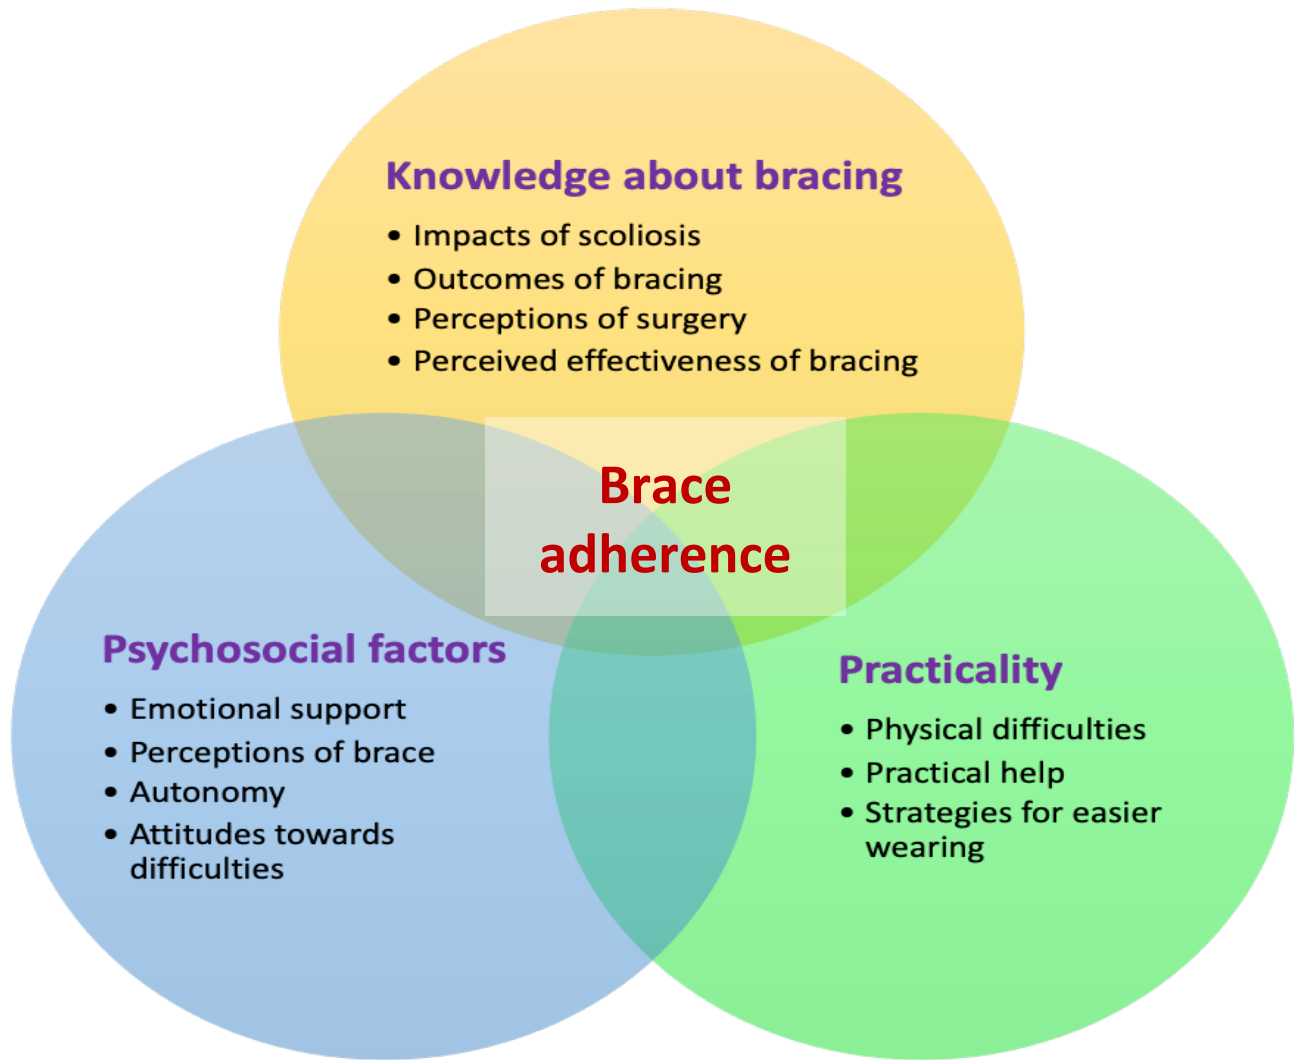 Knowledge about bracing
• Impacts of scoliosis
• Outcomes of bracing
• Perceptions of surgery
• Perceived effectiveness of bracing
Brace
adherence
Psychosocial factors
• Emotional support
• Perceptions of brace
• Autonomy
• Attitudes towards
difficulties
Practicality
• Physical difficulties
• Practical help
• Strategies for easier
wearing